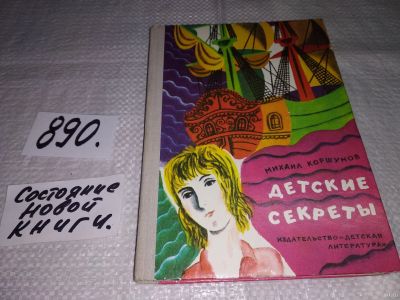 890.
Состояние
новой
книги.
МИХАИЛ КОРШУНОВ
ДЕТСКИЕ
СЕКРЕТЫ
ИЗДАТЕЛЬСТВО «ДЕТСКАЯ
ЛИТЕРАТУРА»